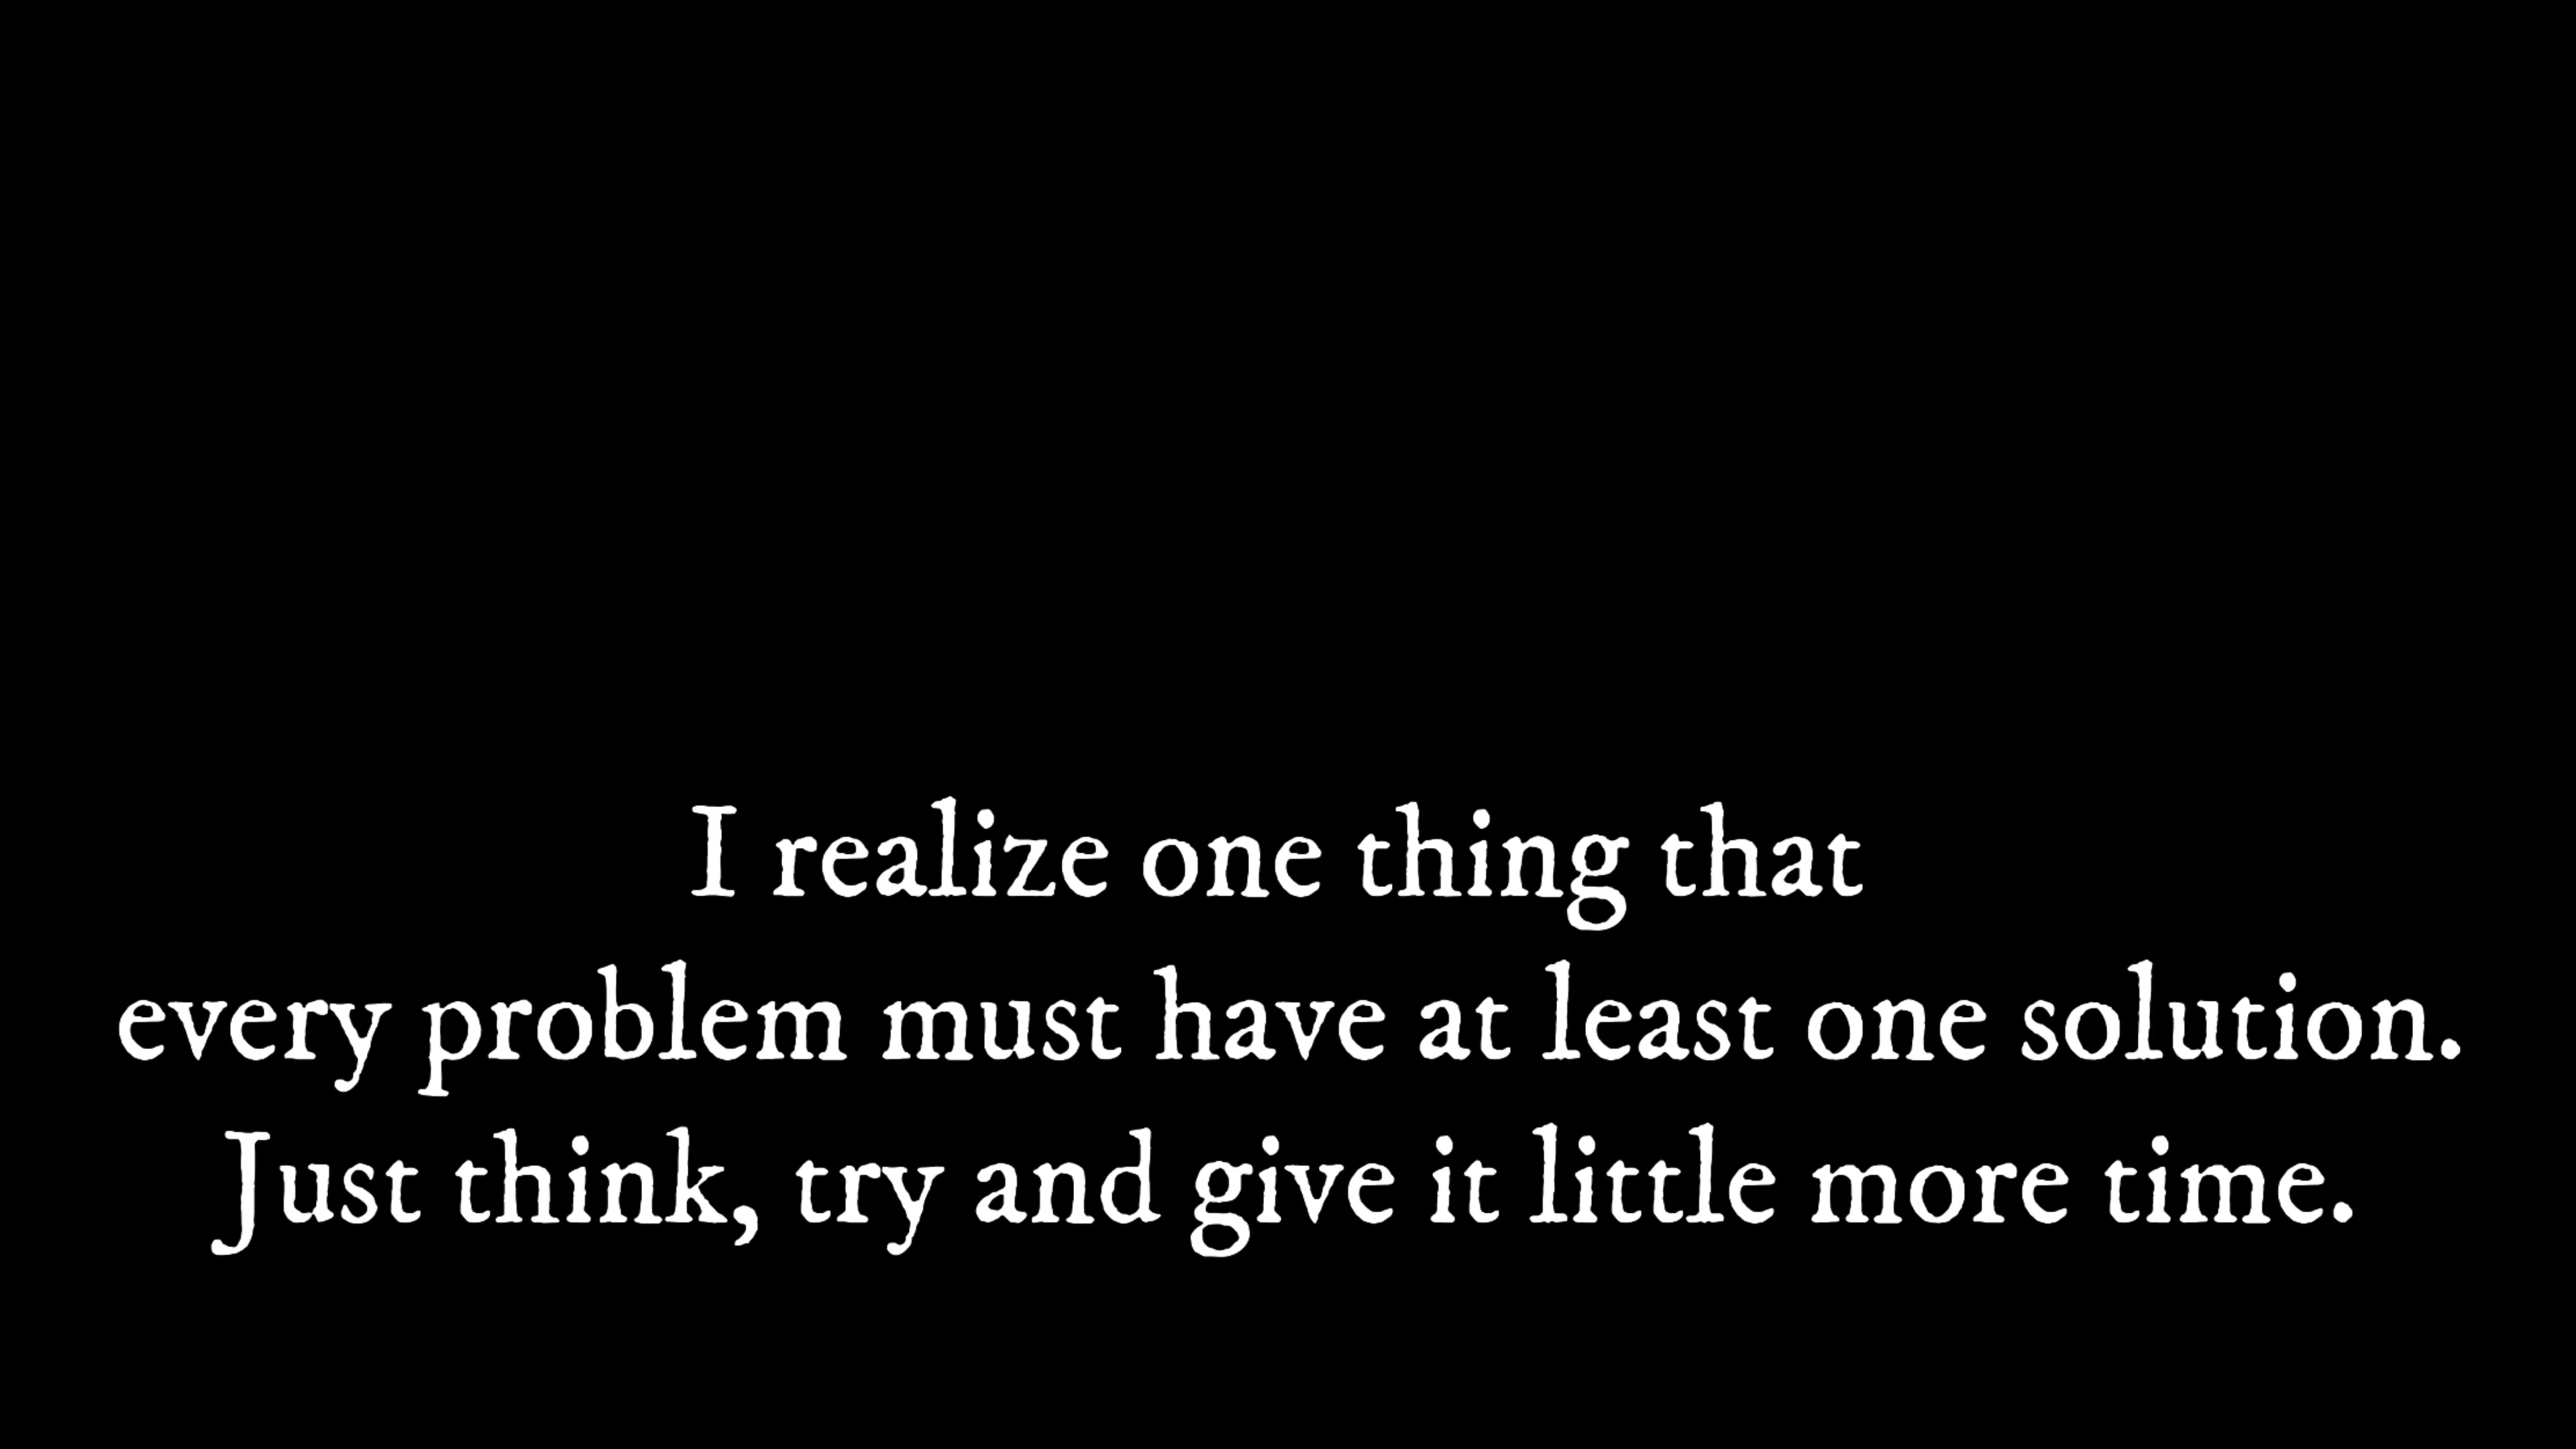 I realize one thing that
every problem must have at least one solution.
Just think, try and give it little more time.